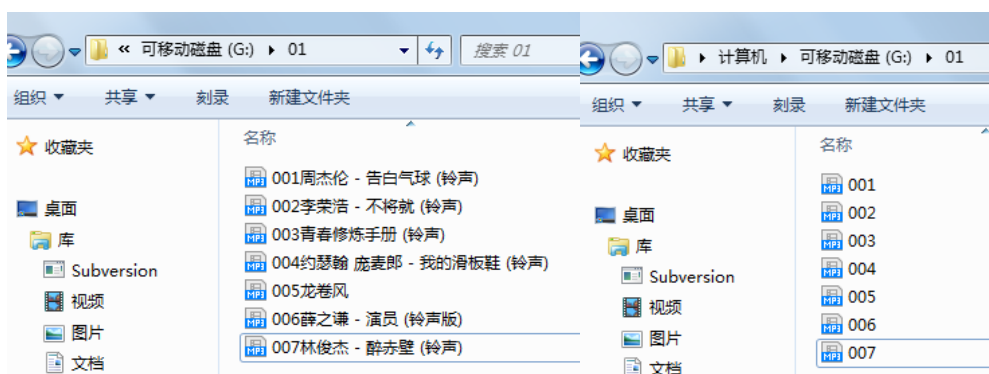 « 可移动磁盘 (G:) ▸ 01
搜索 01
组织 ▼ 共享 ▼ 刻录 新建文件夹
收藏夹
桌面
库
Subversion
视频
图片
文档
名称
001周杰伦 - 告白气球 (铃声)
002李荣浩 - 不将就 (铃声)
003青春修炼手册 (铃声)
004约瑟翰 庞麦郎 - 我的滑板鞋 (铃声)
005龙卷风
006薛之谦 - 演员 (铃声版)
007林俊杰 - 醉赤壁 (铃声)
▸ 计算机 ▸ 可移动磁盘 (G:) ▸ 01
组织 ▼ 共享 ▼ 刻录 新建文件夹
收藏夹
桌面
库
Subversion
视频
图片
文档
名称
001
002
003
004
005
006
007